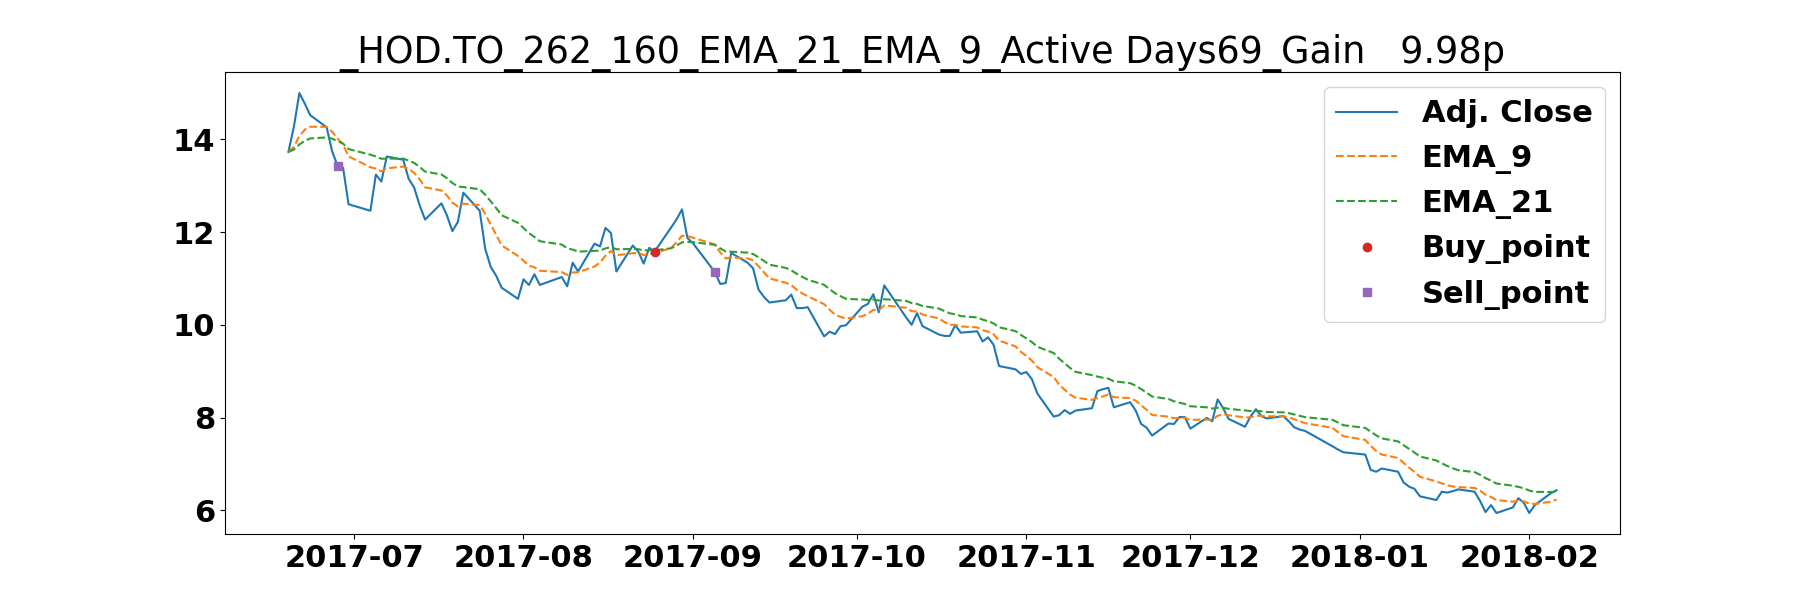 _HOD.TO_262_160_EMA_21_EMA_9_Active Days69_Gain   9.98p
Adj. Close
EMA_9
EMA_21
Buy_point
Sell_point
14
12
10
8
6
2017-07 2017-08 2017-09 2017-10 2017-11 2017-12 2018-01 2018-02